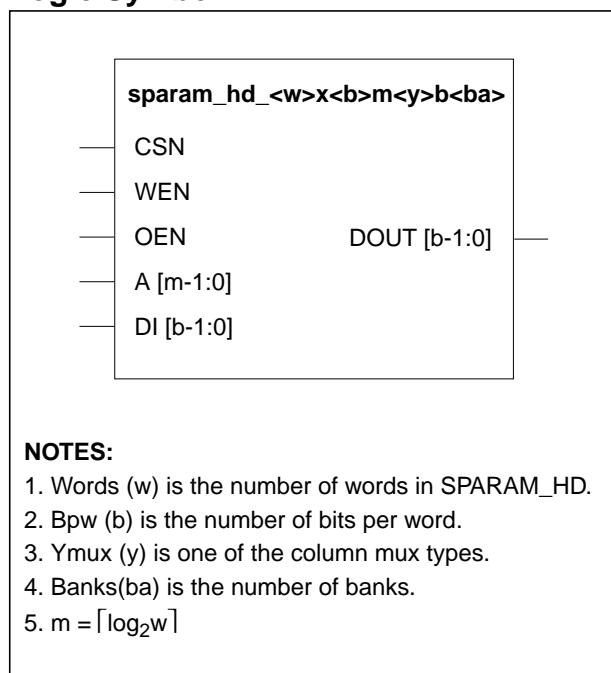 sparam_hd_<w>x<b>m<y>b<ba>
CSN
WEN
OEN DOUT [b-1:0]
A [m-1:0]
DI [b-1:0]
NOTES:
1. Words (w) is the number of words in SPARAM_HD.
2. Bpw (b) is the number of bits per word.
3. Ymux (y) is one of the column mux types.
4. Banks(ba) is the number of banks.
5. m = ⌈log₂w⌉